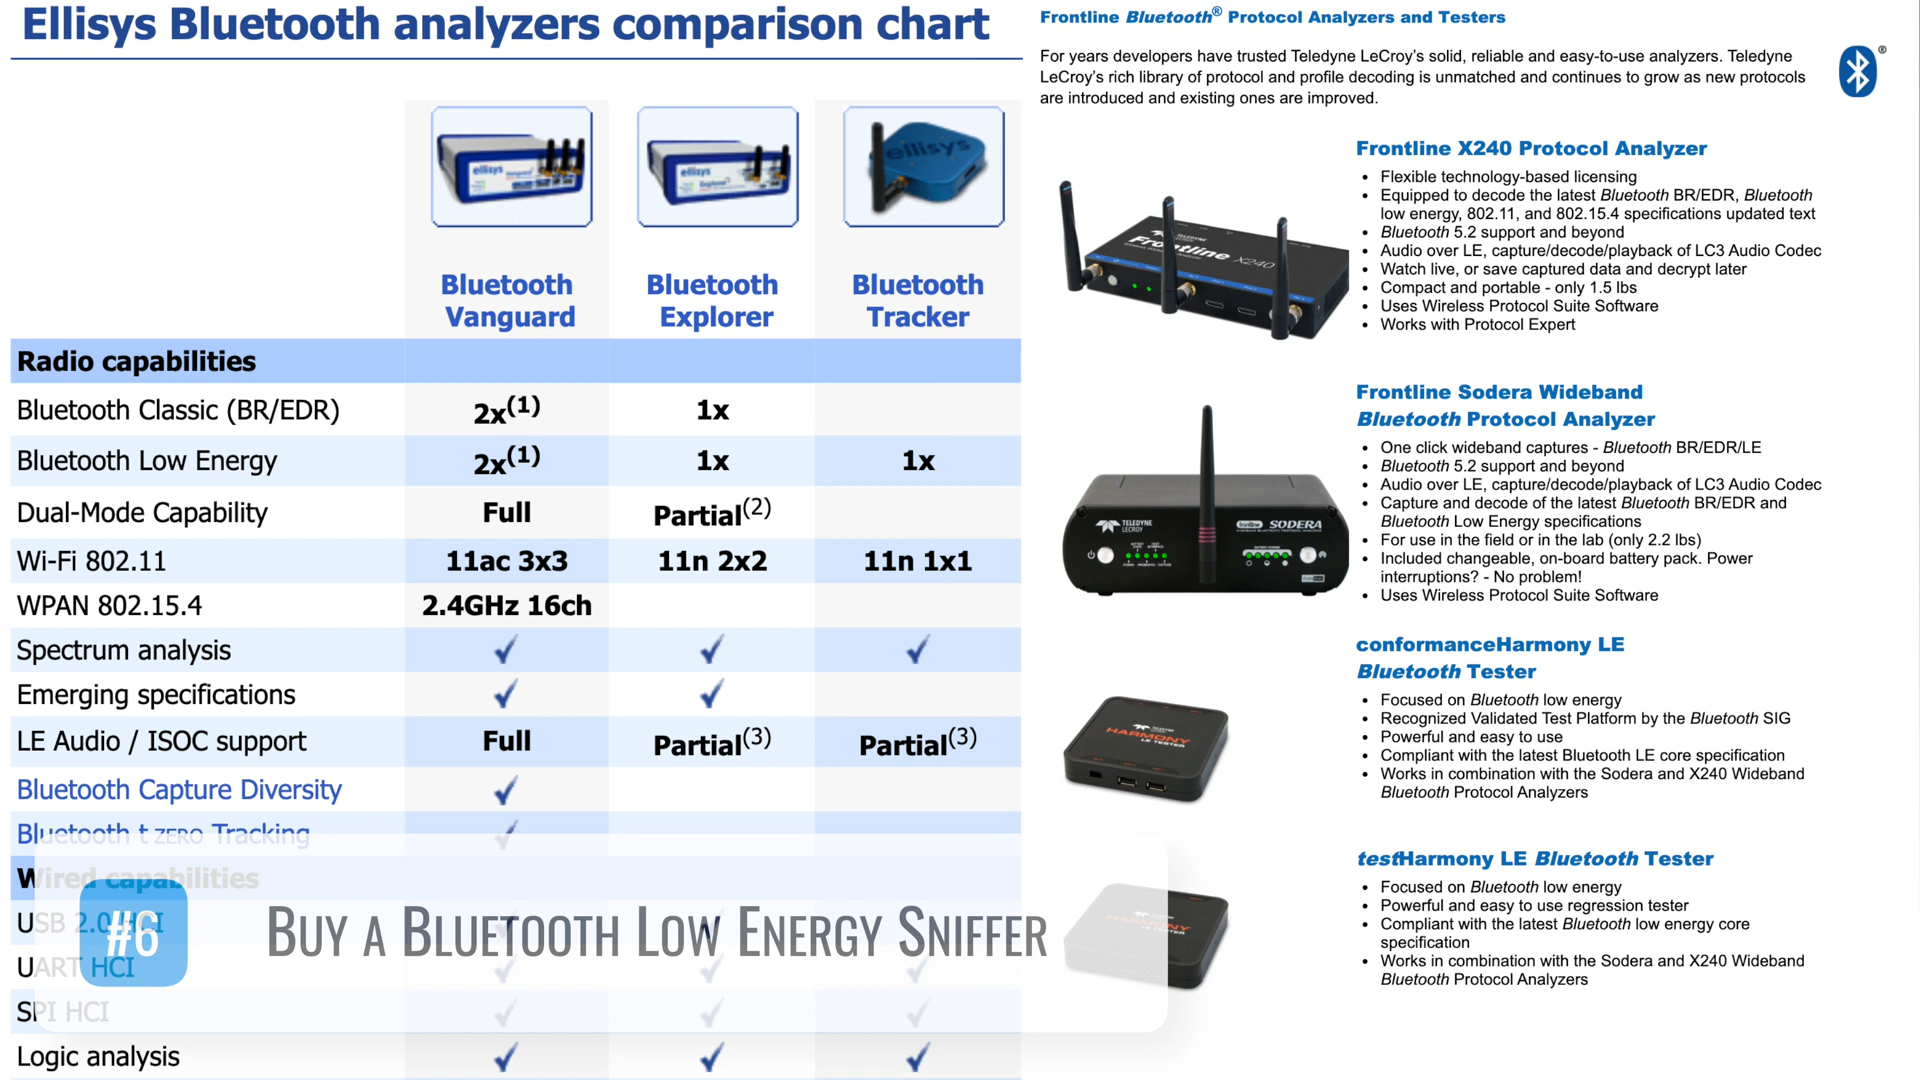 Ellisys Bluetooth analyzers comparison chart
ellisys
ellisys
ellisys
Bluetooth Vanguard
Bluetooth Explorer
Bluetooth Tracker
Radio capabilities
Bluetooth Classic (BR/EDR) 2x(1) 1x
Bluetooth Low Energy 2x(1) 1x 1x
Dual-Mode Capability Full Partial(2)
Wi-Fi 802.11 11ac 3x3 11n 2x2 11n 1x1
WPAN 802.15.4 2.4GHz 16ch
Spectrum analysis ✓ ✓ ✓
Emerging specifications ✓ ✓
LE Audio / ISOC support Full Partial(3) Partial(3)
Bluetooth Capture Diversity ✓
Bluetooth t ZERO Tracking ✓
Wired capabilities
USB 2.0 HCI ✓ ✓
UART HCI ✓ ✓ ✓
SPI HCI ✓ ✓ ✓
Logic analysis ✓ ✓ ✓
#6
BUY A BLUETOOTH LOW ENERGY SNIFFER
Frontline Bluetooth® Protocol Analyzers and Testers
For years developers have trusted Teledyne LeCroy's solid, reliable and easy-to-use analyzers. Teledyne
LeCroy's rich library of protocol and profile decoding is unmatched and continues to grow as new protocols
are introduced and existing ones are improved.
®
Frontline X240
Frontline X240 Protocol Analyzer
• Flexible technology-based licensing
• Equipped to decode the latest Bluetooth BR/EDR, Bluetooth
low energy, 802.11, and 802.15.4 specifications updated text
• Bluetooth 5.2 support and beyond
• Audio over LE, capture/decode/playback of LC3 Audio Codec
• Watch live, or save captured data and decrypt later
• Compact and portable - only 1.5 lbs
• Uses Wireless Protocol Suite Software
• Works with Protocol Expert
TELEDYNE LECROY
SODERA
Frontline Sodera Wideband
Bluetooth Protocol Analyzer
• One click wideband captures - Bluetooth BR/EDR/LE
• Bluetooth 5.2 support and beyond
• Audio over LE, capture/decode/playback of LC3 Audio Codec
• Capture and decode of the latest Bluetooth BR/EDR and
Bluetooth Low Energy specifications
• For use in the field or in the lab (only 2.2 lbs)
• Included changeable, on-board battery pack. Power
interruptions? - No problem!
• Uses Wireless Protocol Suite Software
HARMONY
LE TESTER
conformanceHarmony LE
Bluetooth Tester
• Focused on Bluetooth low energy
• Recognized Validated Test Platform by the Bluetooth SIG
• Powerful and easy to use
• Compliant with the latest Bluetooth LE core specification
• Works in combination with the Sodera and X240 Wideband
Bluetooth Protocol Analyzers
HARMONY
testHarmony LE Bluetooth Tester
• Focused on Bluetooth low energy
• Powerful and easy to use regression tester
• Compliant with the latest Bluetooth low energy core
specification
• Works in combination with the Sodera and X240 Wideband
Bluetooth Protocol Analyzers